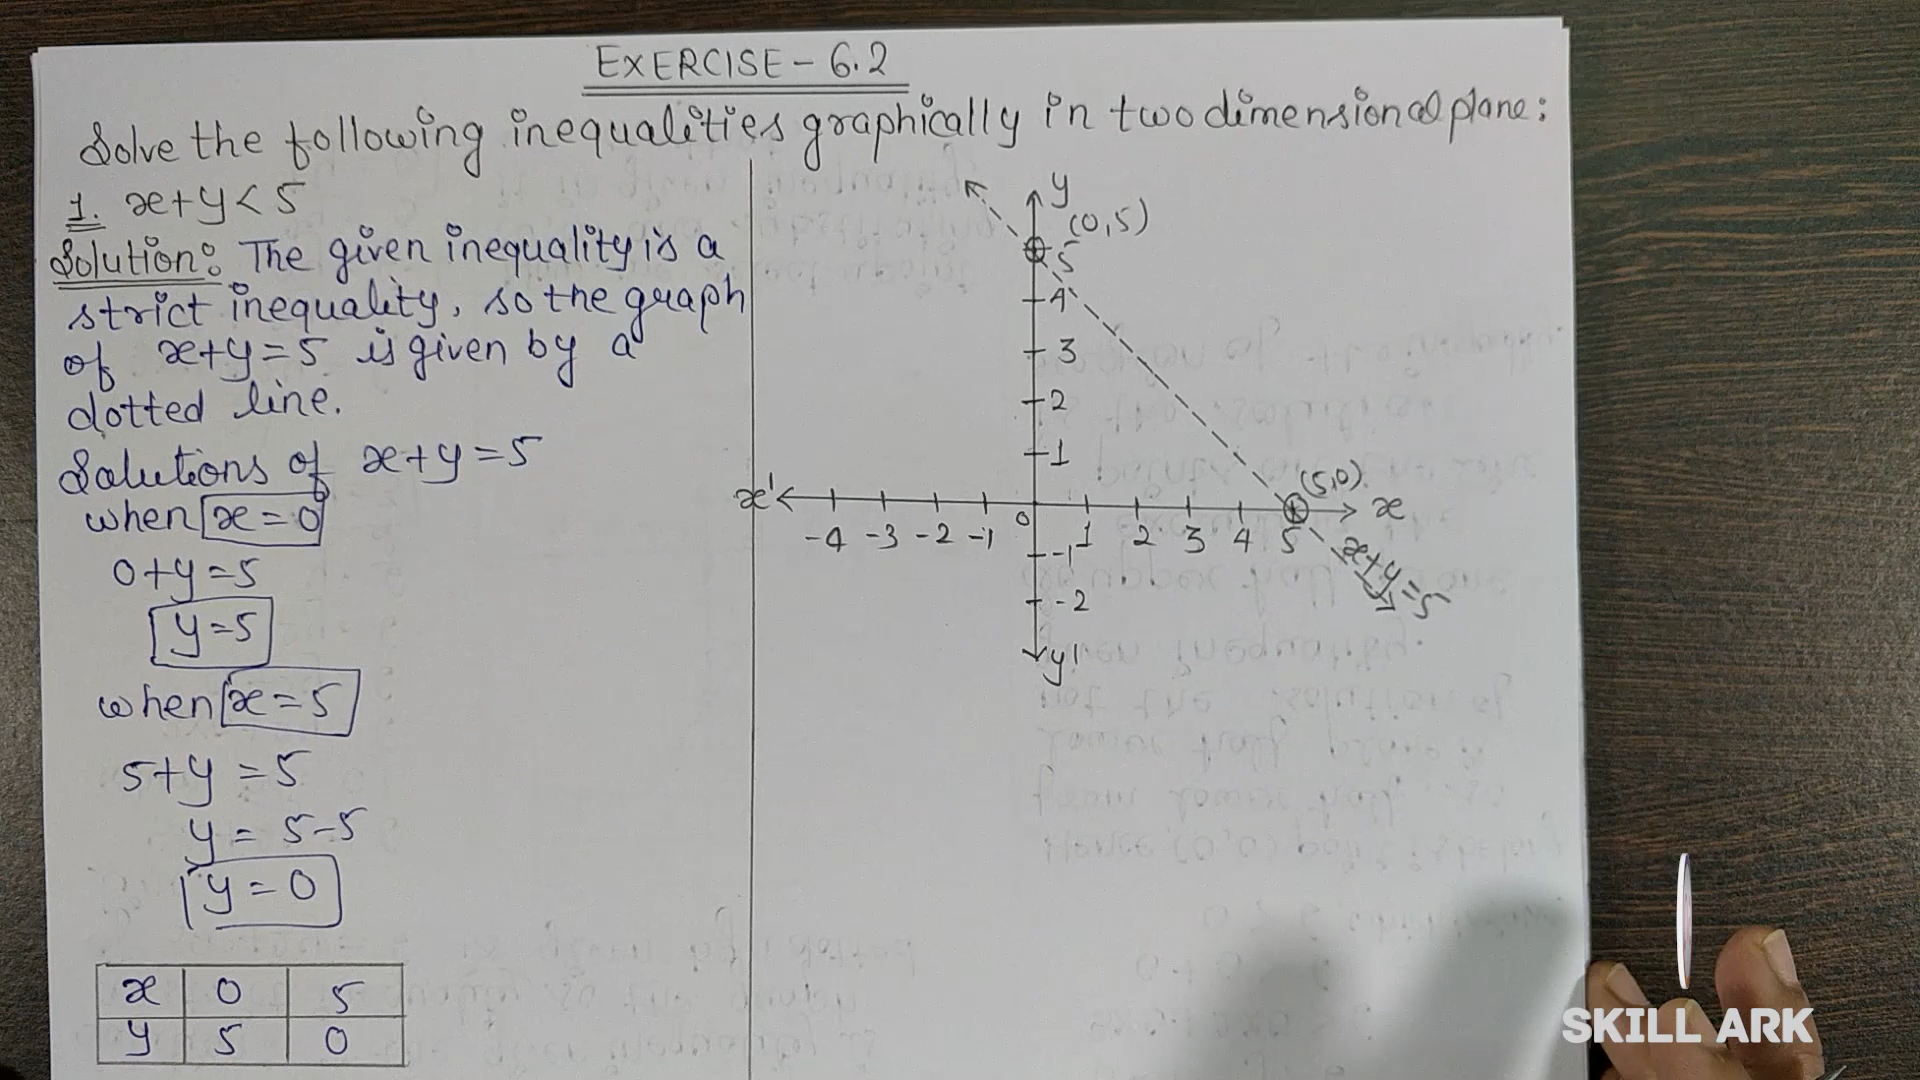 EXERCISE - 6.2
Solve the following inequalities graphically in two dimensional plane:
1. x+y<5
Solution: The given inequality is a
strict inequality, so the graph
of x+y=5 is given by a
dotted line.
Solutions of x+y=5
when x=0
0+y=5
y=5
when x=5
5+y=5
y=5-5
y=0
x 0 5
y 5 0
y
(0,5)
5
4
3
2
1
(5,0)
x' x
-4 -3 -2 -1 0 1 2 3 4 5
-1
x+y=5
-2
y'
SKILL ARK